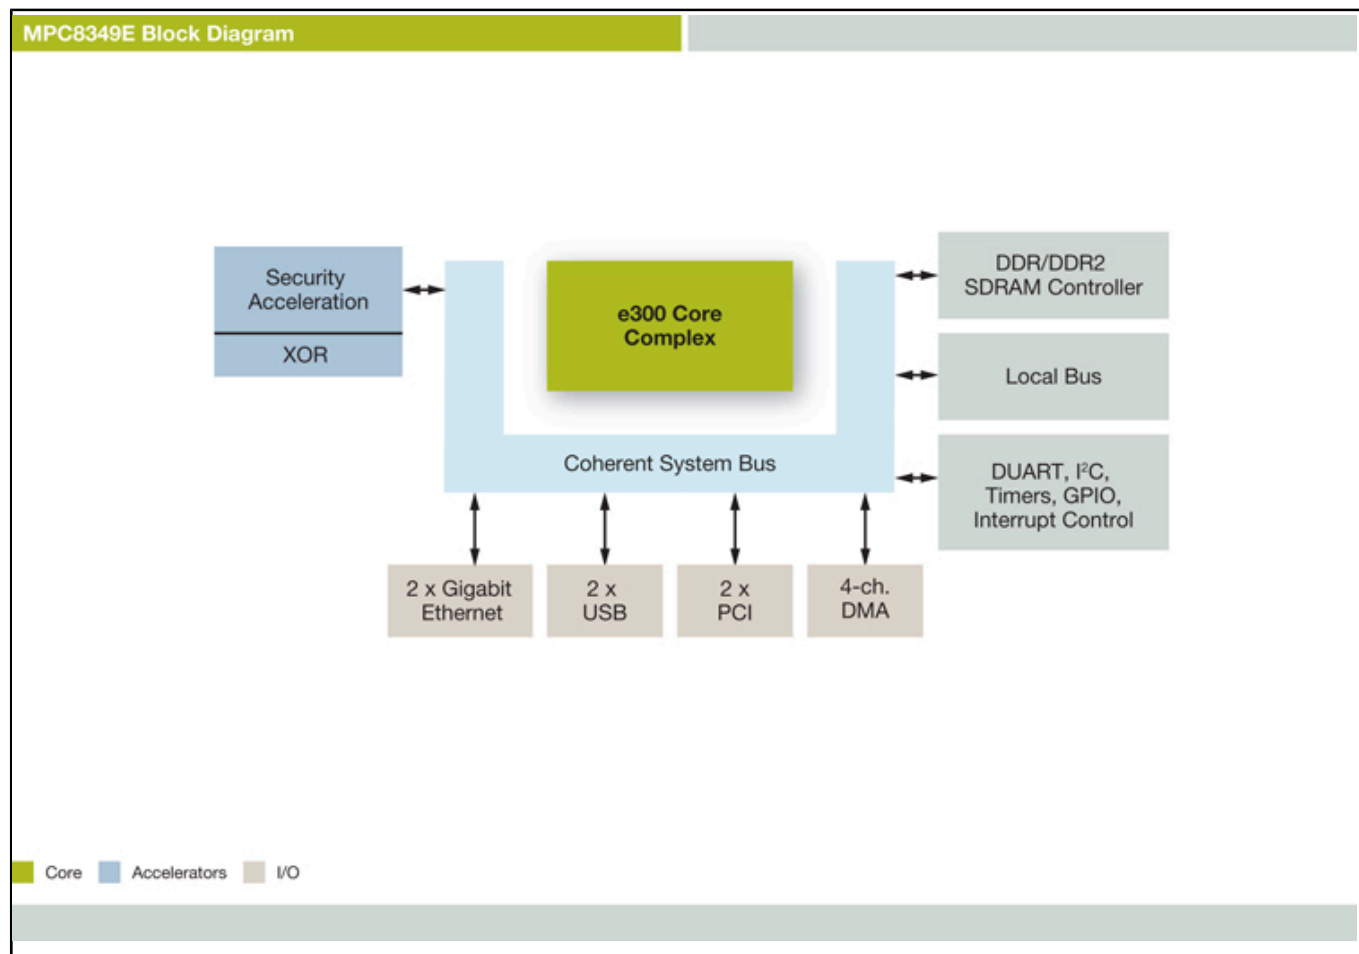 MPC8349E Block Diagram
Security
Acceleration
XOR
e300 Core
Complex
Coherent System Bus
DDR/DDR2
SDRAM Controller
Local Bus
DUART, I²C,
Timers, GPIO,
Interrupt Control
2 x Gigabit
Ethernet
2 x
USB
2 x
PCI
4-ch.
DMA
Core
Accelerators
I/O